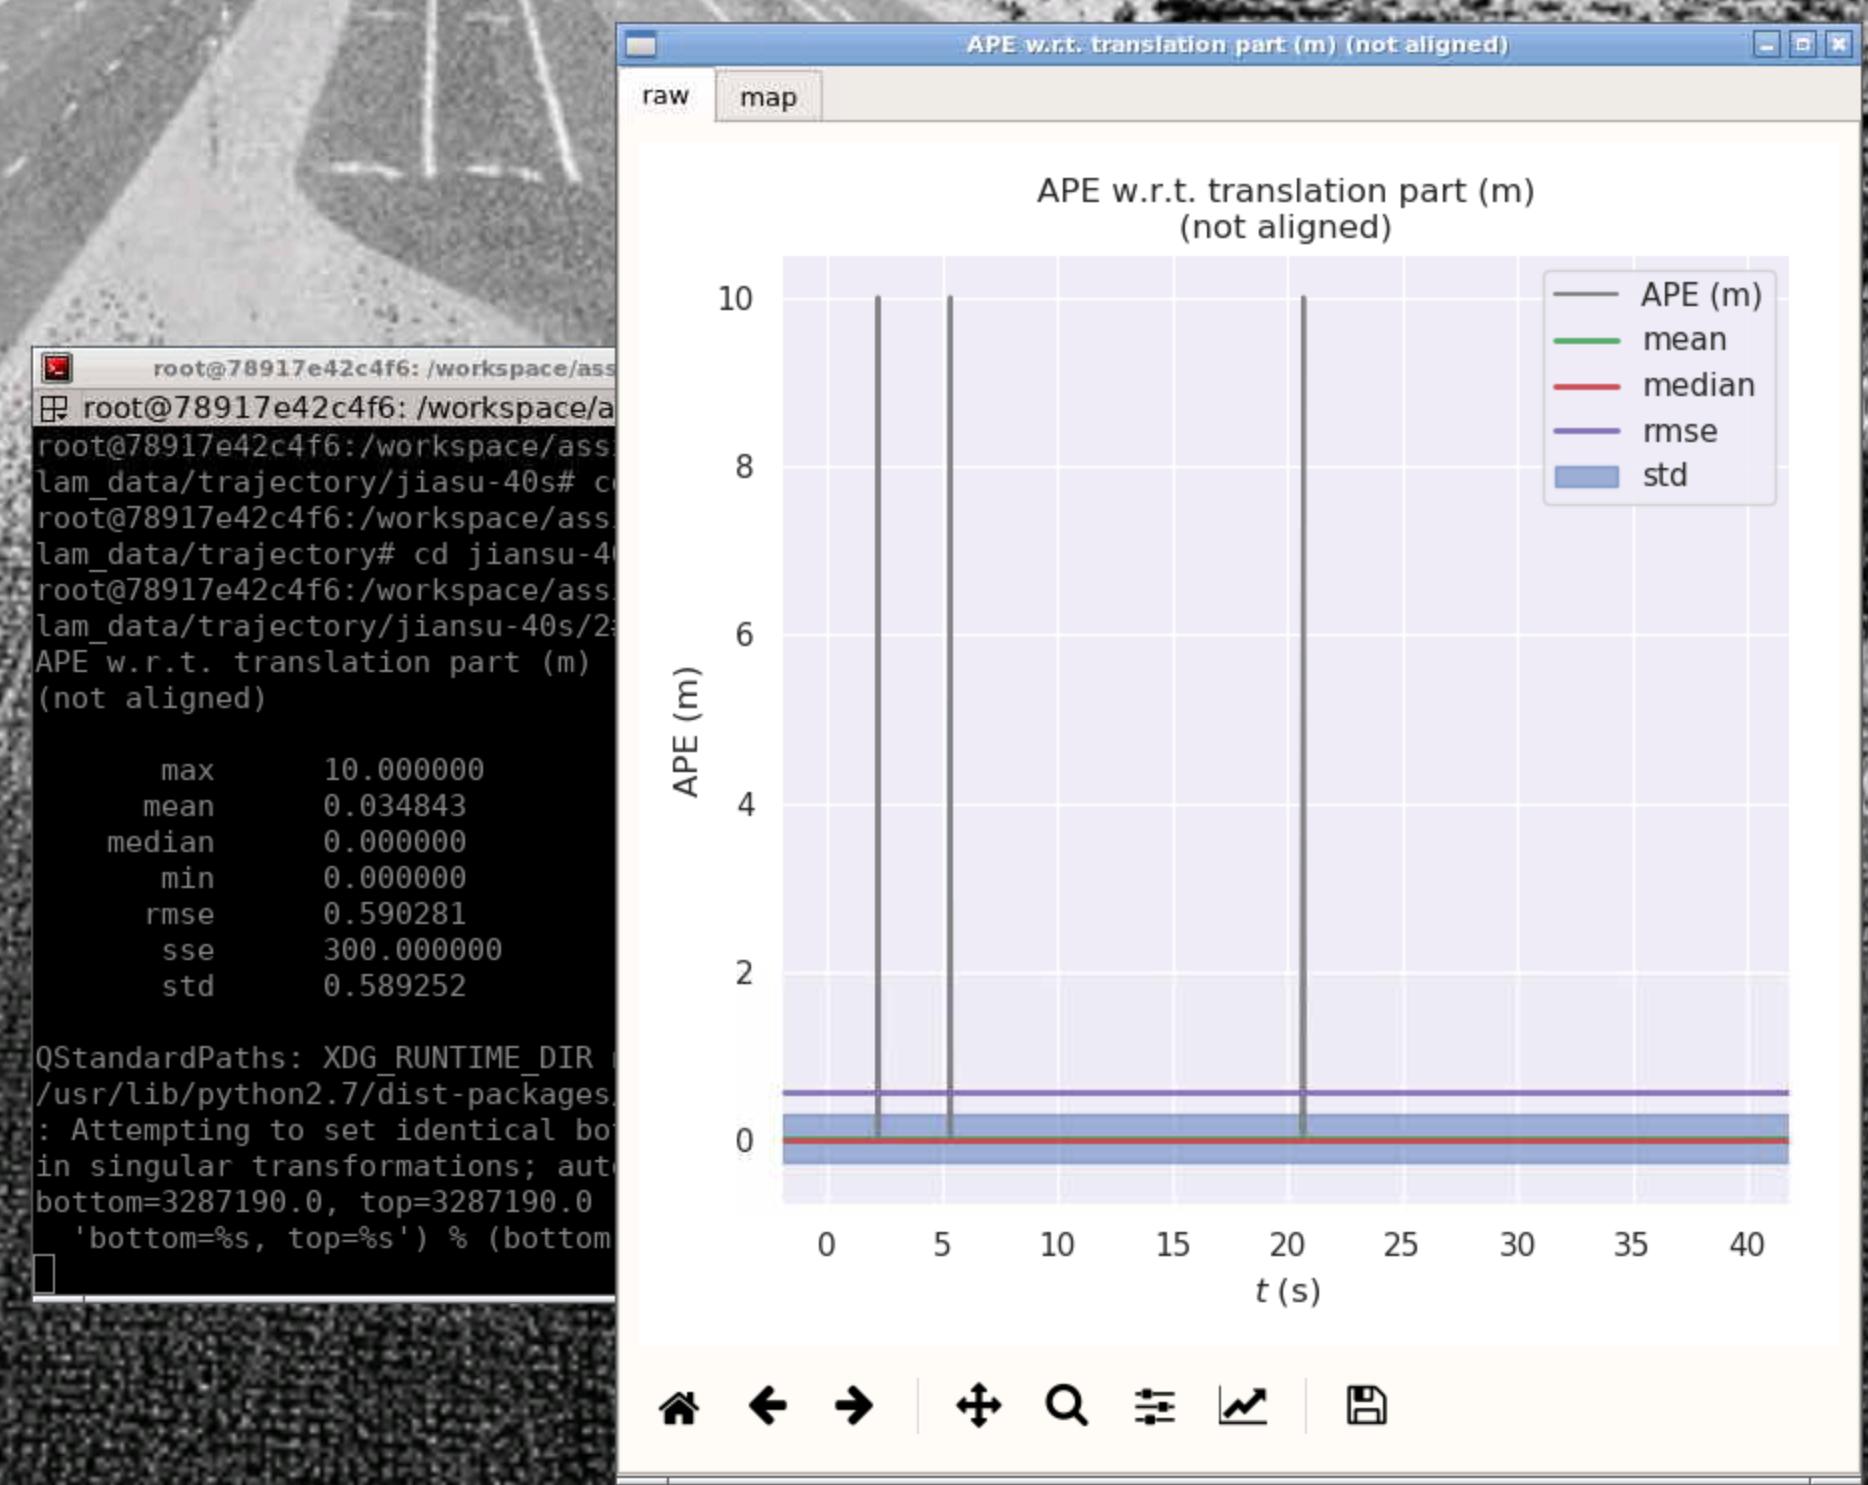 root@78917e42c4f6: /workspace/ass
root@78917e42c4f6: /workspace/a
root@78917e42c4f6:/workspace/ass
lam_data/trajectory/jiasu-40s# c
root@78917e42c4f6:/workspace/ass
lam_data/trajectory# cd jiansu-4
root@78917e42c4f6:/workspace/ass
lam_data/trajectory/jiansu-40s/2
APE w.r.t. translation part (m)
(not aligned)
max 10.000000
mean 0.034843
median 0.000000
min 0.000000
rmse 0.590281
sse 300.000000
std 0.589252
QStandardPaths: XDG_RUNTIME_DIR
/usr/lib/python2.7/dist-packages
: Attempting to set identical bo
in singular transformations; aut
bottom=3287190.0, top=3287190.0
'bottom=%s, top=%s') % (bottom
APE w.r.t. translation part (m) (not aligned)
raw map
APE w.r.t. translation part (m)
(not aligned)
APE (m)
mean
median
rmse
std
10
8
6
4
2
0
APE (m)
0 5 10 15 20 25 30 35 40
t (s)